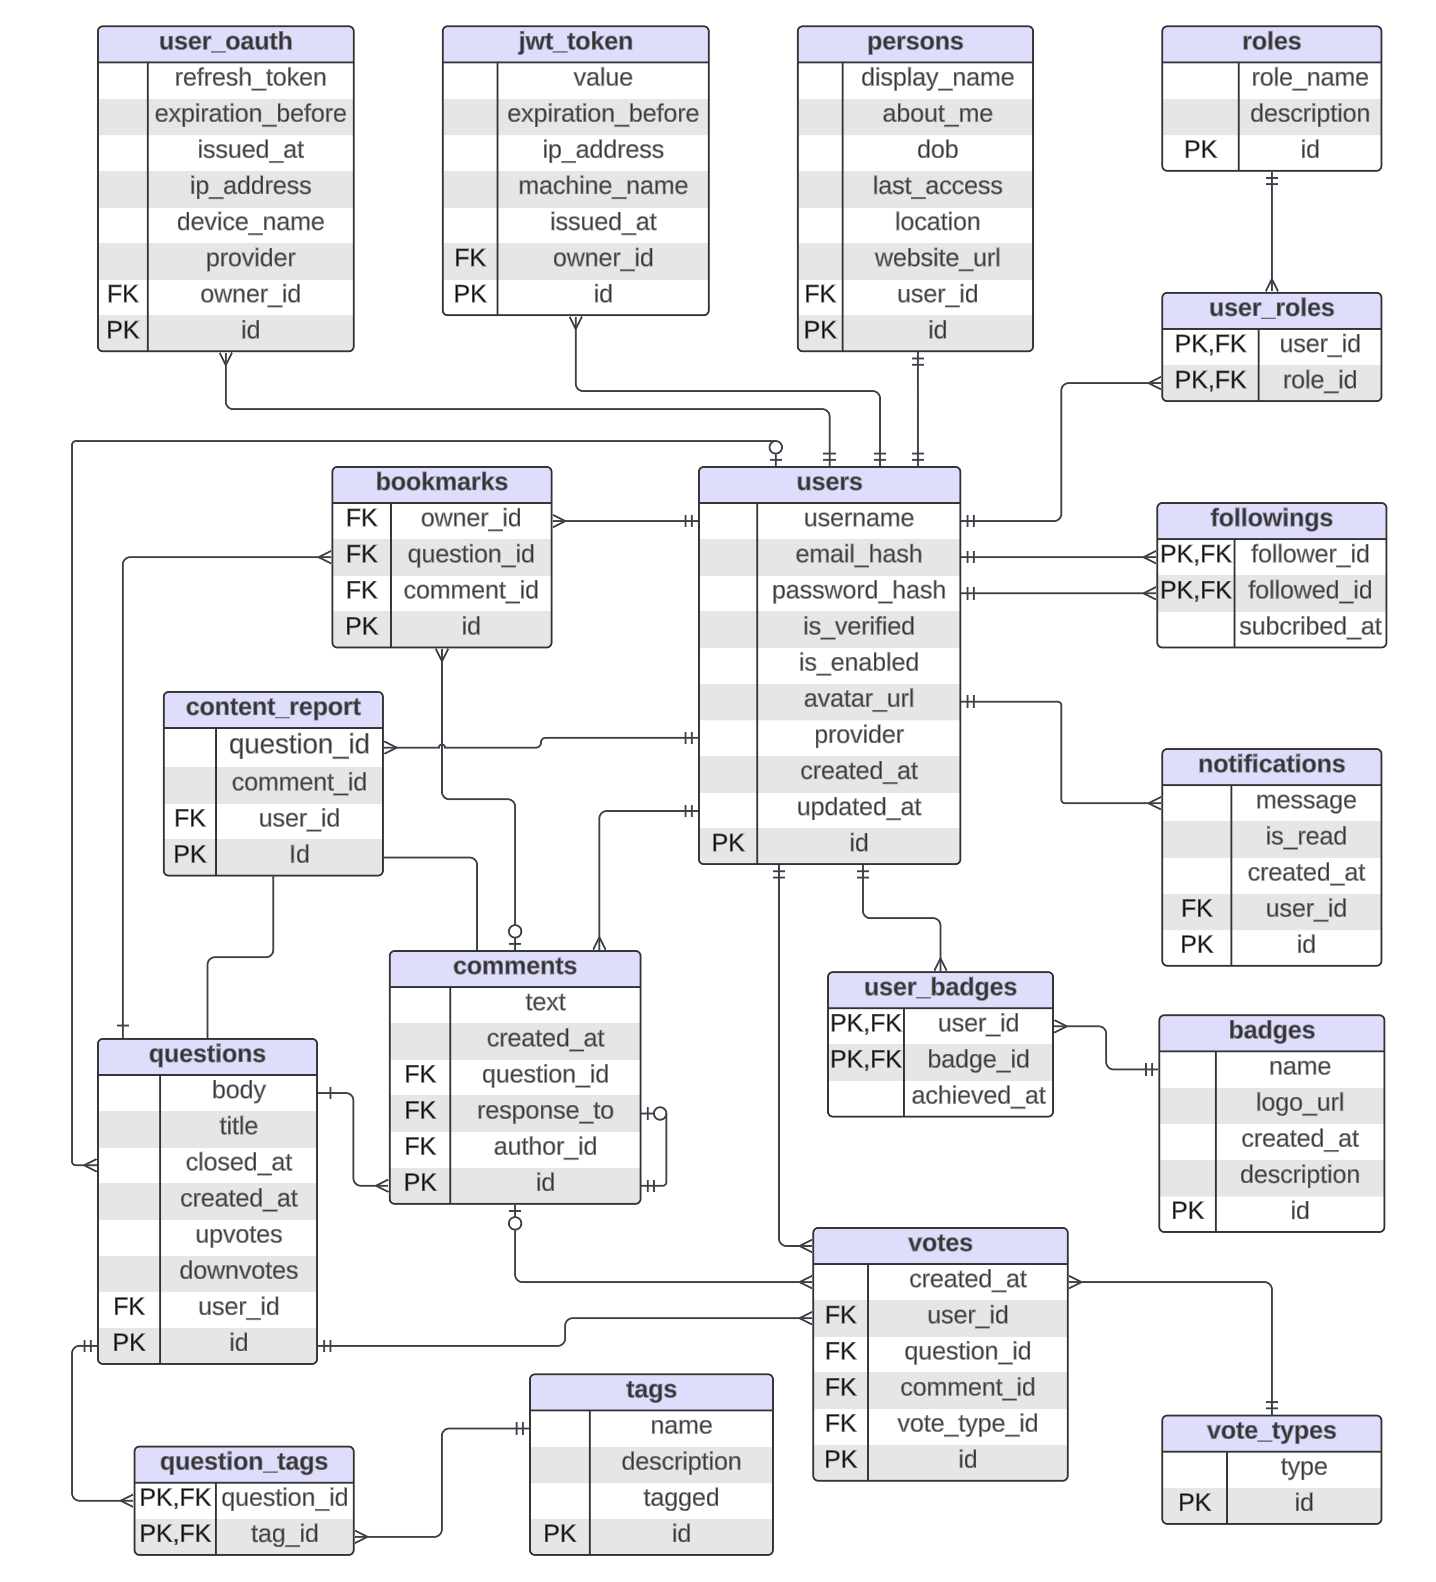 user_oauth
refresh_token
expiration_before
issued_at
ip_address
device_name
provider
FK owner_id
PK id
jwt_token
value
expiration_before
ip_address
machine_name
issued_at
FK owner_id
PK id
persons
display_name
about_me
dob
last_access
location
website_url
FK user_id
PK id
roles
role_name
description
PK id
user_roles
PK,FK user_id
PK,FK role_id
bookmarks
FK owner_id
FK question_id
FK comment_id
PK id
users
username
email_hash
password_hash
is_verified
is_enabled
avatar_url
provider
created_at
updated_at
PK id
followings
PK,FK follower_id
PK,FK followed_id
subcribed_at
content_report
question_id
comment_id
FK user_id
PK Id
notifications
message
is_read
created_at
FK user_id
PK id
comments
text
created_at
FK question_id
FK response_to
FK author_id
PK id
user_badges
PK,FK user_id
PK,FK badge_id
achieved_at
badges
name
logo_url
created_at
description
PK id
questions
body
title
closed_at
created_at
upvotes
downvotes
FK user_id
PK id
votes
created_at
FK user_id
FK question_id
FK comment_id
FK vote_type_id
PK id
tags
name
description
tagged
PK id
vote_types
type
PK id
question_tags
PK,FK question_id
PK,FK tag_id